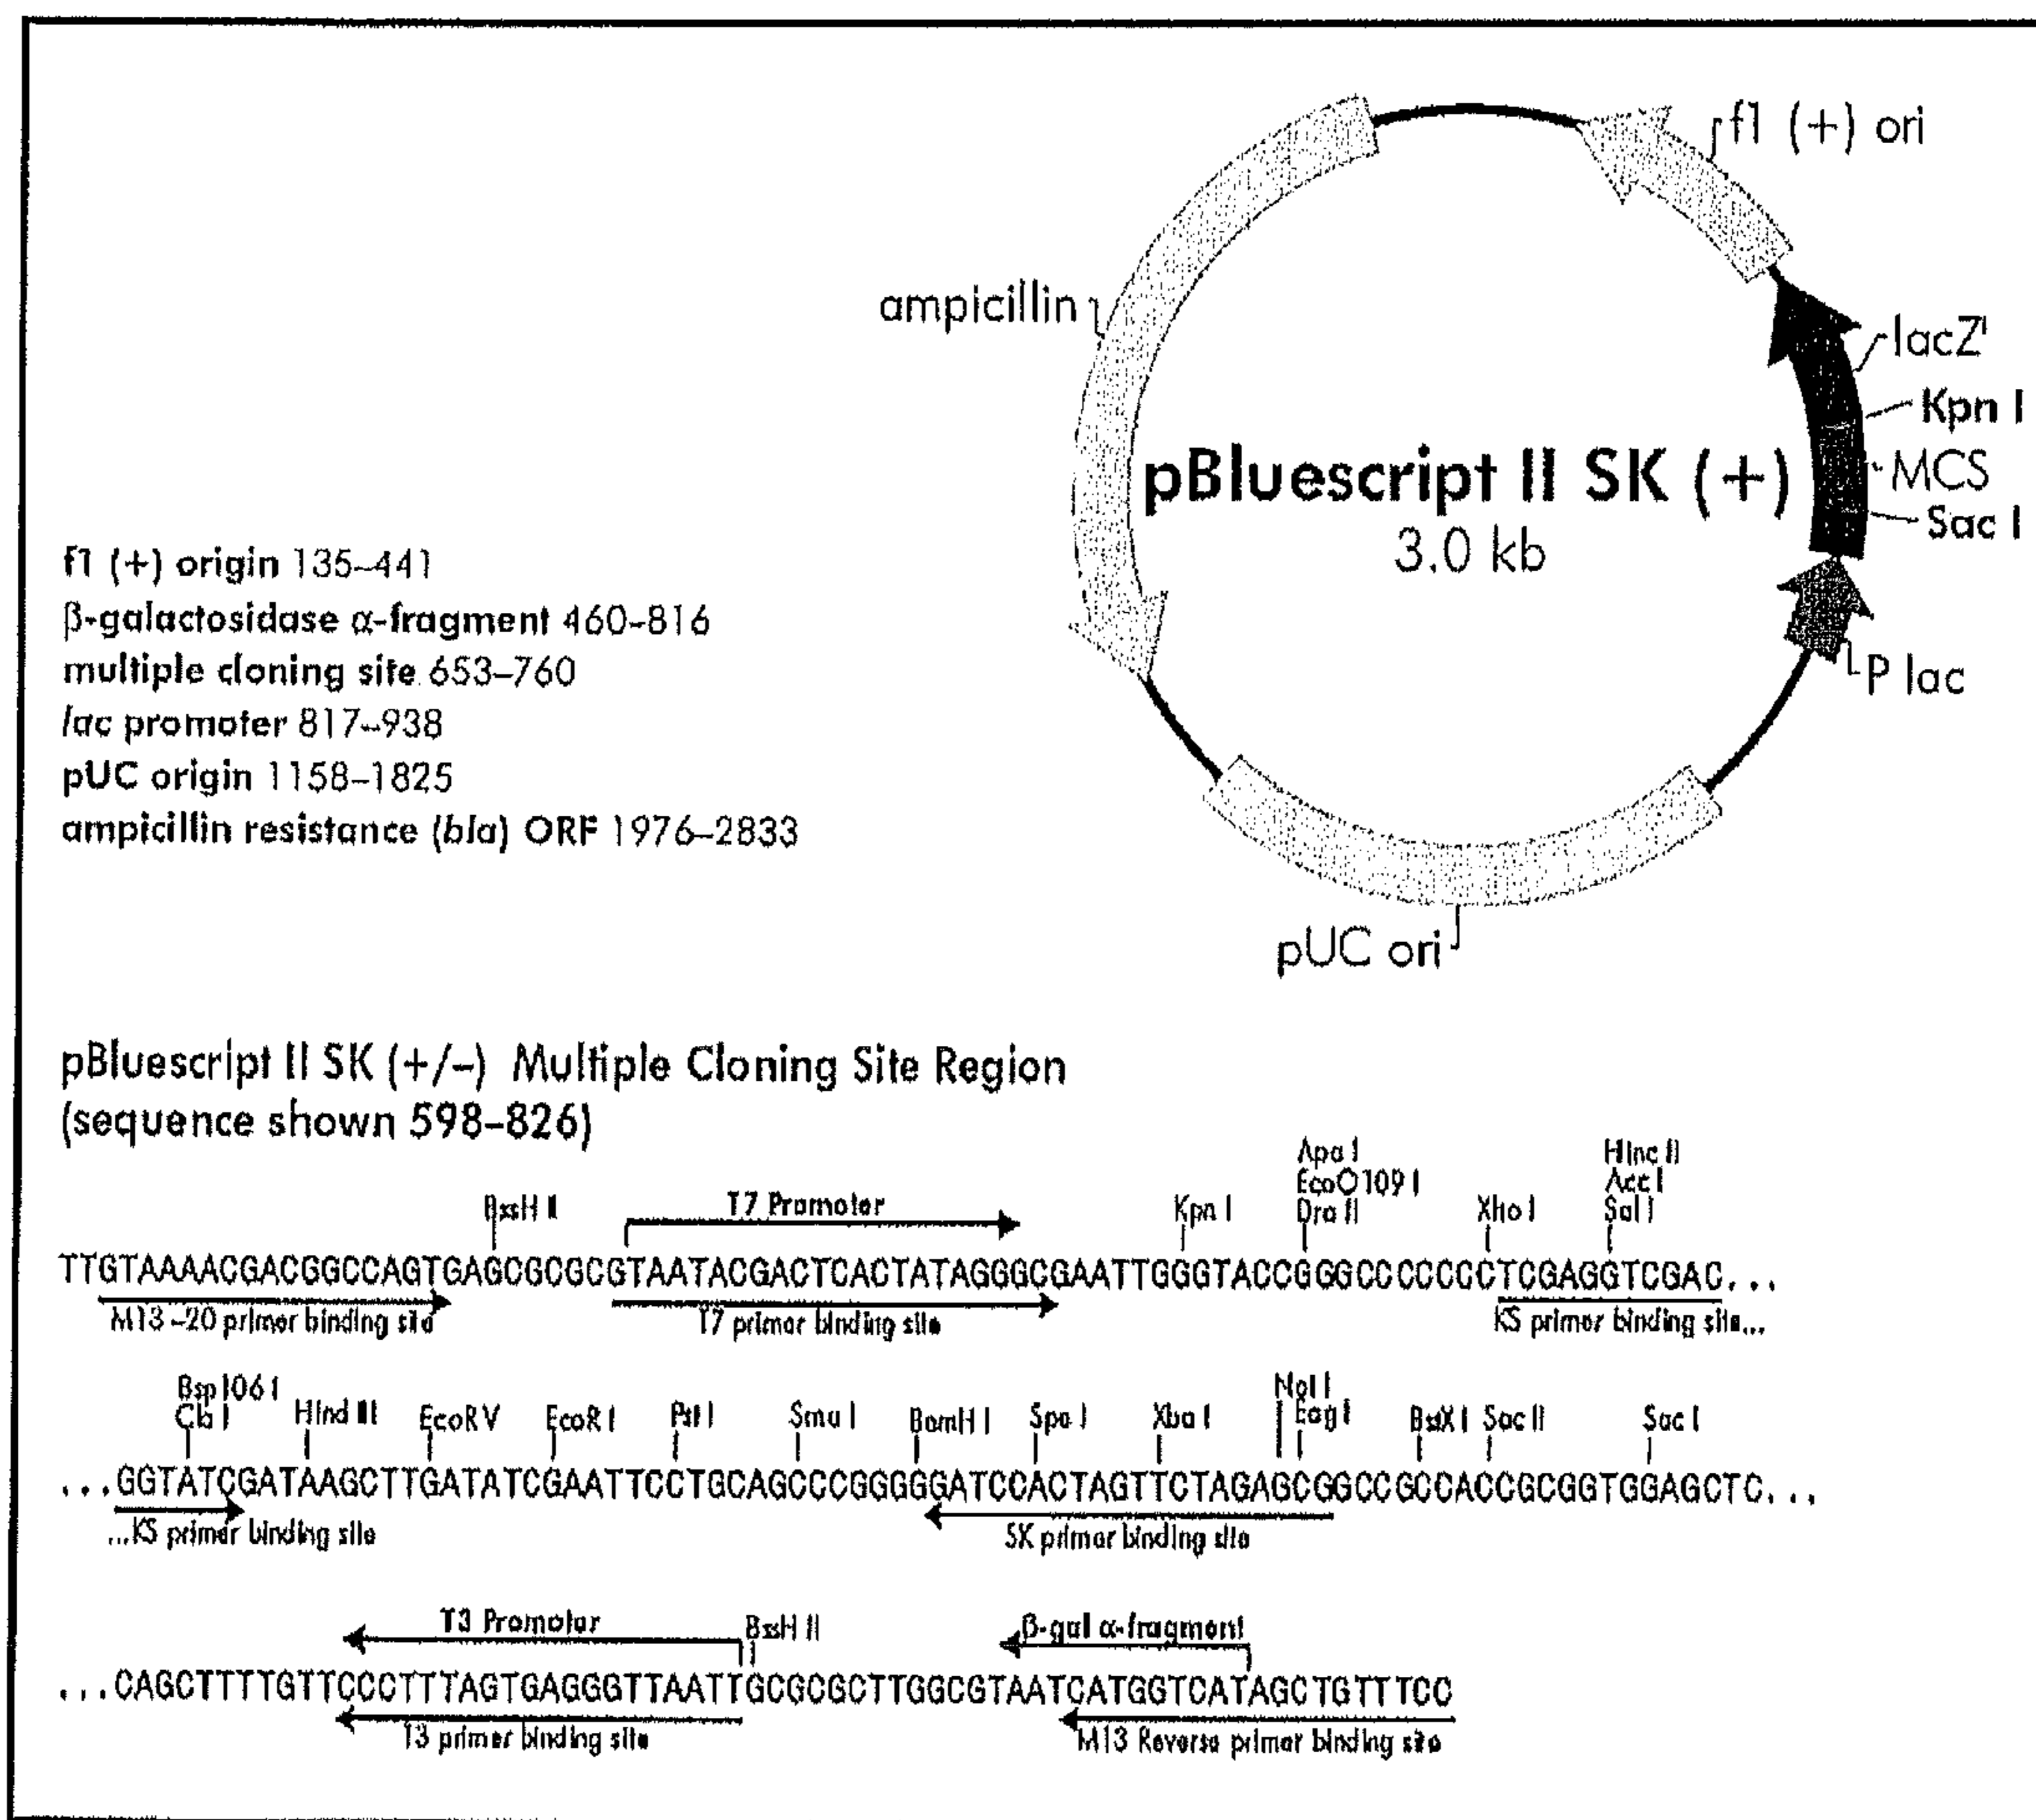 f1 (+) ori
ampicillin
lacZ'
Kpn I
MCS
Sac I
pBluescript II SK (+)
3.0 kb
P lac
pUC ori
f1 (+) origin 135–441
β-galactosidase α-fragment 460–816
multiple cloning site 653–760
lac promoter 817–938
pUC origin 1158–1825
ampicillin resistance (bla) ORF 1976–2833
pBluescript II SK (+/–) Multiple Cloning Site Region
(sequence shown 598–826)
Apa I Hinc II
EcoO109 I Acc I
BssH II T7 Promoter Kpn I Dra II Xho I Sal I
TTGTAAAACGACGGCCAGTGAGCGCGCGTAATACGACTCACTATAGGGCGAATTGGGTACCGGGCCCCCCCTCGAGGTCGAC...
M13 –20 primer binding site T7 primer binding site KS primer binding site...
Bsp106 I Not I
Cla I Hind III EcoRV EcoR I Pst I Sma I BamH I Spe I Xba I Eag I BstX I Sac II Sac I
...GGTATCGATAAGCTTGATATCGAATTCCTGCAGCCCGGGGGATCCACTAGTTCTAGAGCGGCCGCCACCGCGGTGGAGCTC...
...KS primer binding site SK primer binding site
T3 Promoter BssH II β-gal α-fragment
...CAGCTTTTGTTCCCTTTAGTGAGGGTTAATTGCGCGCTTGGCGTAATCATGGTCATAGCTGTTTCC
T3 primer binding site M13 Reverse primer binding site